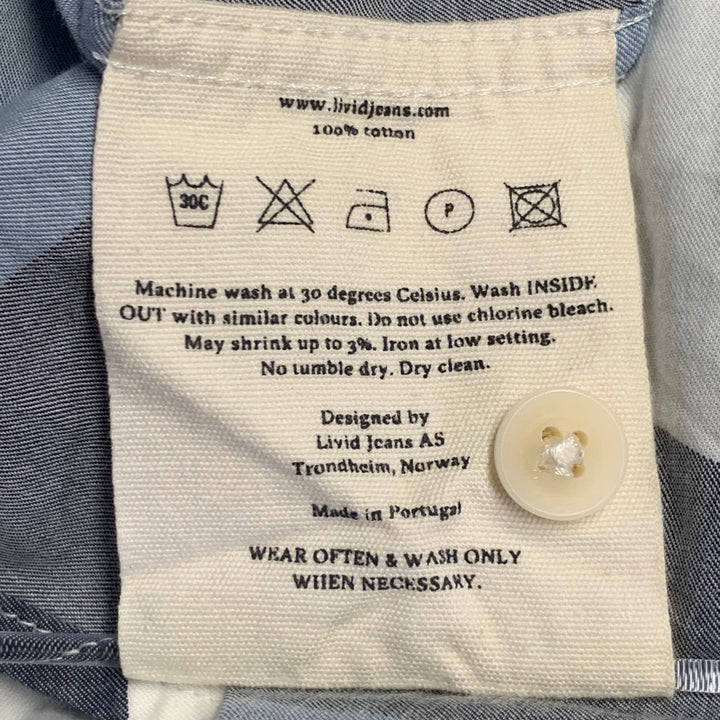 www.lividjeans.com
100% cotton
30C P
Machine wash at 30 degrees Celsius. Wash INSIDE
OUT with similar colours. Do not use chlorine bleach.
May shrink up to 3%. Iron at low setting.
No tumble dry. Dry clean.
Designed by
Livid Jeans AS
Trondheim, Norway
Made in Portugal
WEAR OFTEN & WASH ONLY
WHEN NECESSARY.